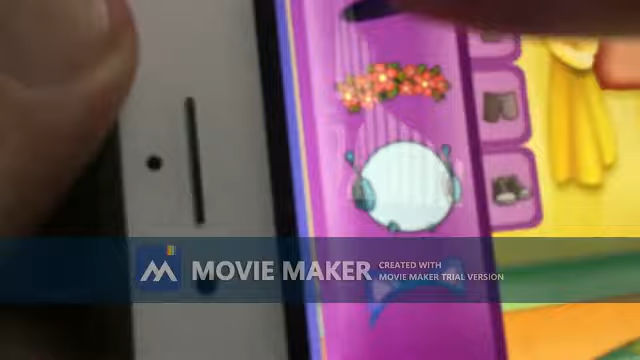 MOVIE MAKER
CREATED WITH
MOVIE MAKER TRIAL VERSION